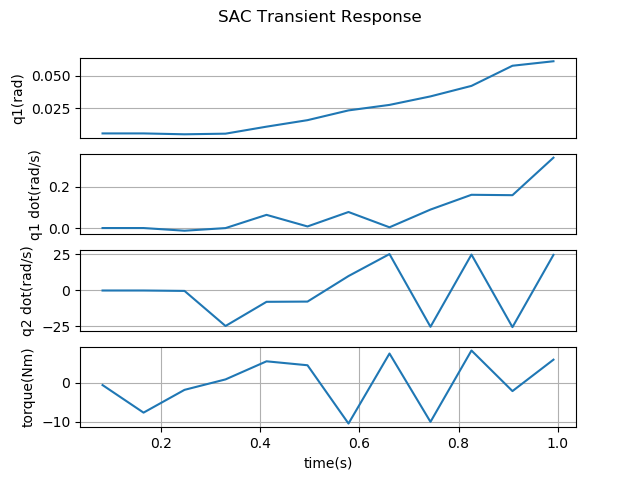 SAC Transient Response
q1(rad)
0.050
0.025
q1 dot(rad/s)
0.2
0.0
q2 dot(rad/s)
25
0
−25
torque(Nm)
0
−10
0.2 0.4 0.6 0.8 1.0
time(s)